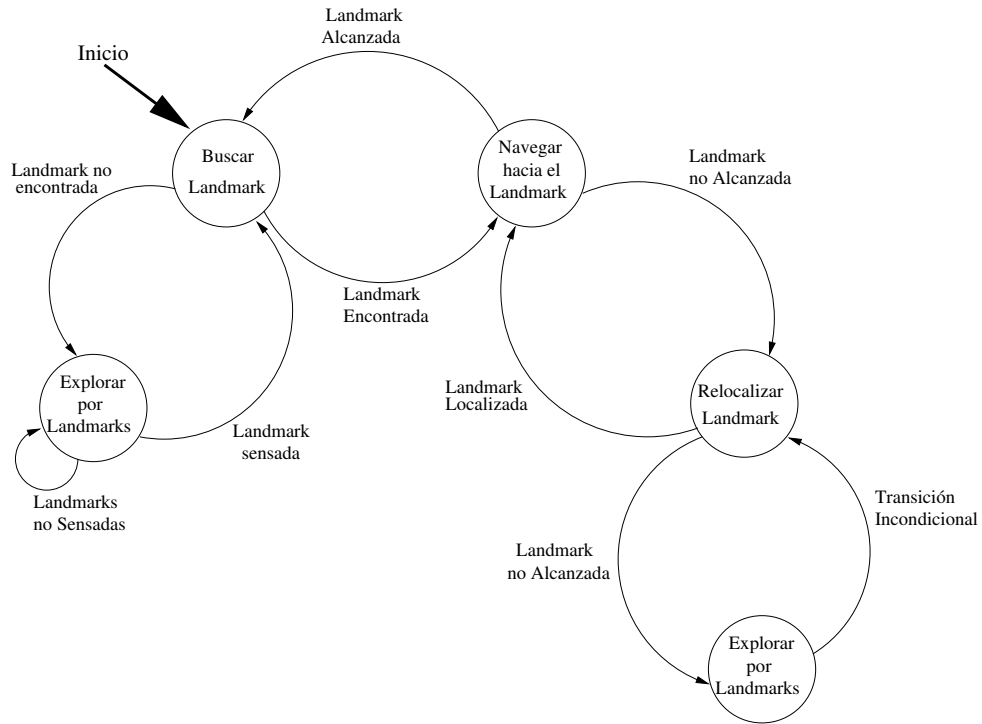 Landmark
Alcanzada
Inicio
Buscar
Landmark
Navegar
hacia el
Landmark
Landmark no
encontrada
Landmark
no Alcanzada
Landmark
Encontrada
Explorar
por
Landmarks
Landmark
sensada
Landmarks
no Sensadas
Landmark
Localizada
Relocalizar
Landmark
Transición
Incondicional
Landmark
no Alcanzada
Explorar
por
Landmarks